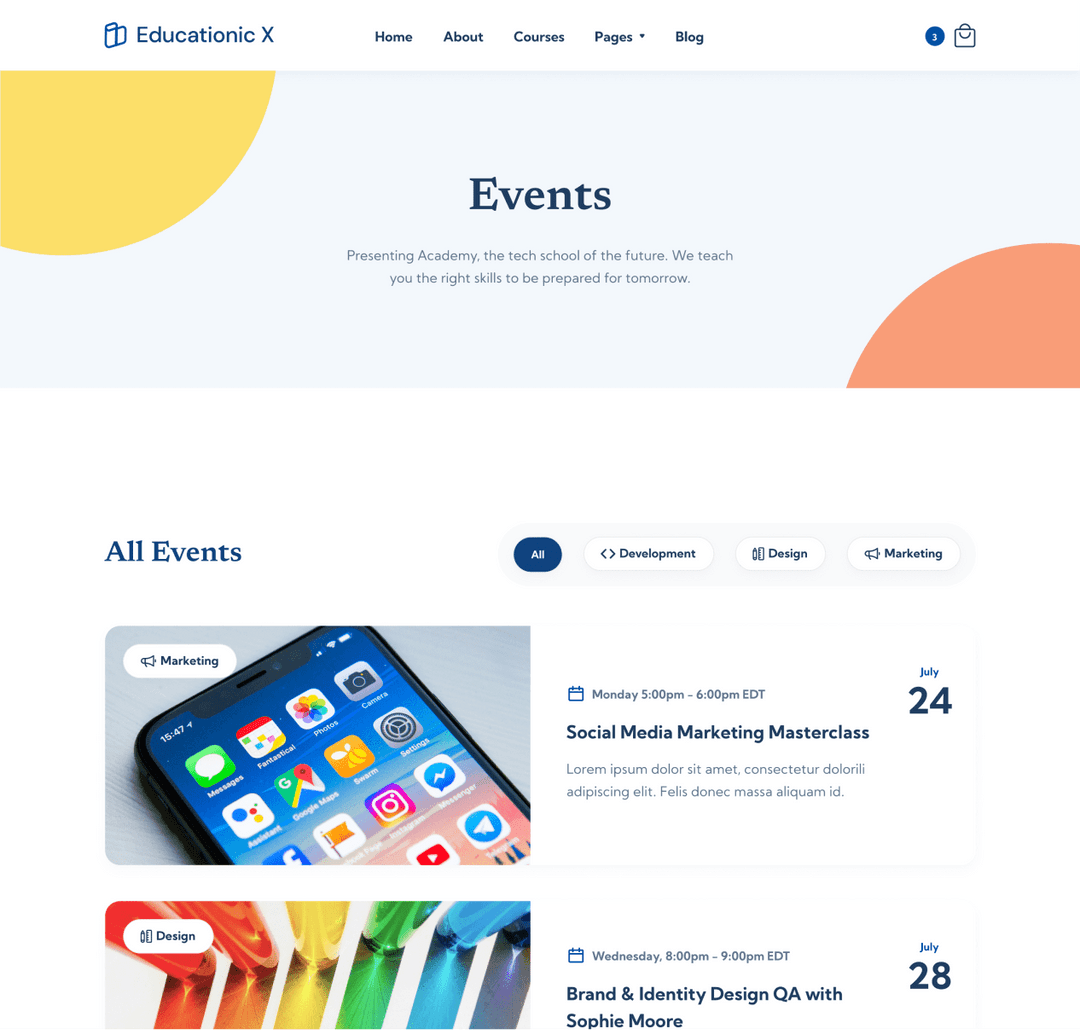 Educationic X
Home About Courses Pages Blog
3
Events
Presenting Academy, the tech school of the future. We teach
you the right skills to be prepared for tomorrow.
All Events
All Development Design Marketing
Marketing
15:47
Camera
Photos
Fantastical
Messages
Settings
Swarm
Google Maps
Assistant
Messenger
Instagram
Telegram
July
24
Monday 5:00pm - 6:00pm EDT
Social Media Marketing Masterclass
Lorem ipsum dolor sit amet, consectetur dolorili
adipiscing elit. Felis donec massa aliquam id.
Design
July
28
Wednesday, 8:00pm - 9:00pm EDT
Brand & Identity Design QA with
Sophie Moore